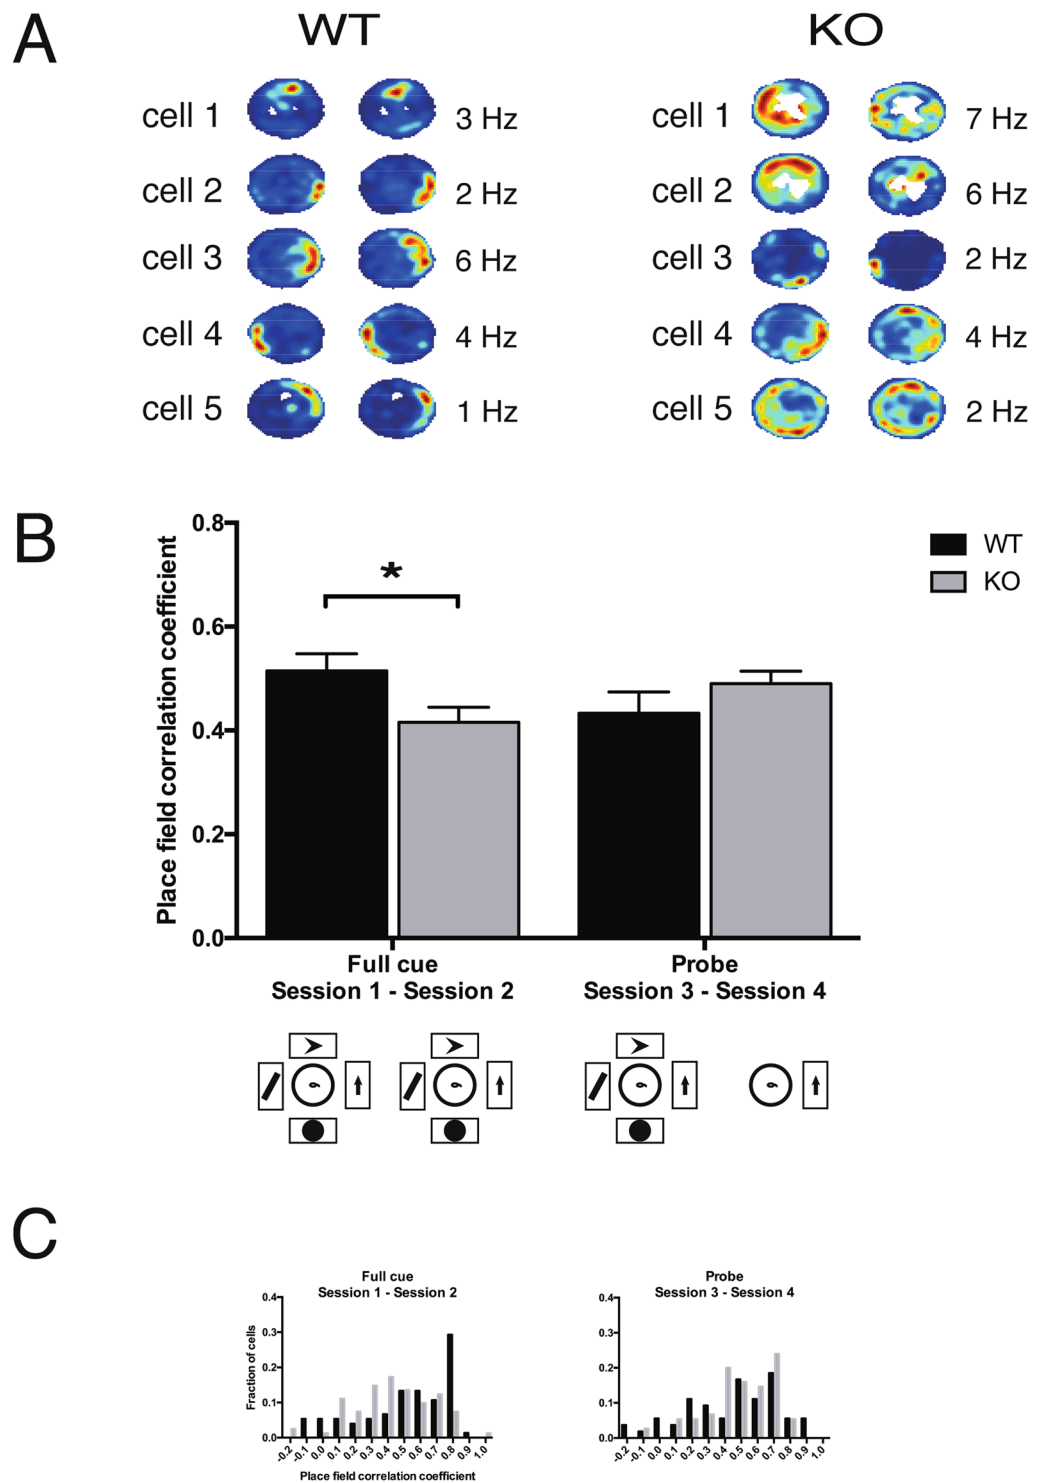 A
WT
KO
cell 1
3 Hz
cell 1
7 Hz
cell 2
2 Hz
cell 2
6 Hz
cell 3
6 Hz
cell 3
2 Hz
cell 4
4 Hz
cell 4
4 Hz
cell 5
1 Hz
cell 5
2 Hz
B
Place field correlation coefficient
0.8
0.6
0.4
0.2
0.0
*
WT
KO
Full cue
Session 1 - Session 2
Probe
Session 3 - Session 4
C
Full cue
Session 1 - Session 2
Fraction of cells
0.4
0.3
0.2
0.1
0.0
-0.2 -0.1 0.0 0.1 0.2 0.3 0.4 0.5 0.6 0.7 0.8 0.9 1.0
Place field correlation coefficient
Probe
Session 3 - Session 4
0.4
0.3
0.2
0.1
0.0
-0.2 -0.1 0.0 0.1 0.2 0.3 0.4 0.5 0.6 0.7 0.8 0.9 1.0